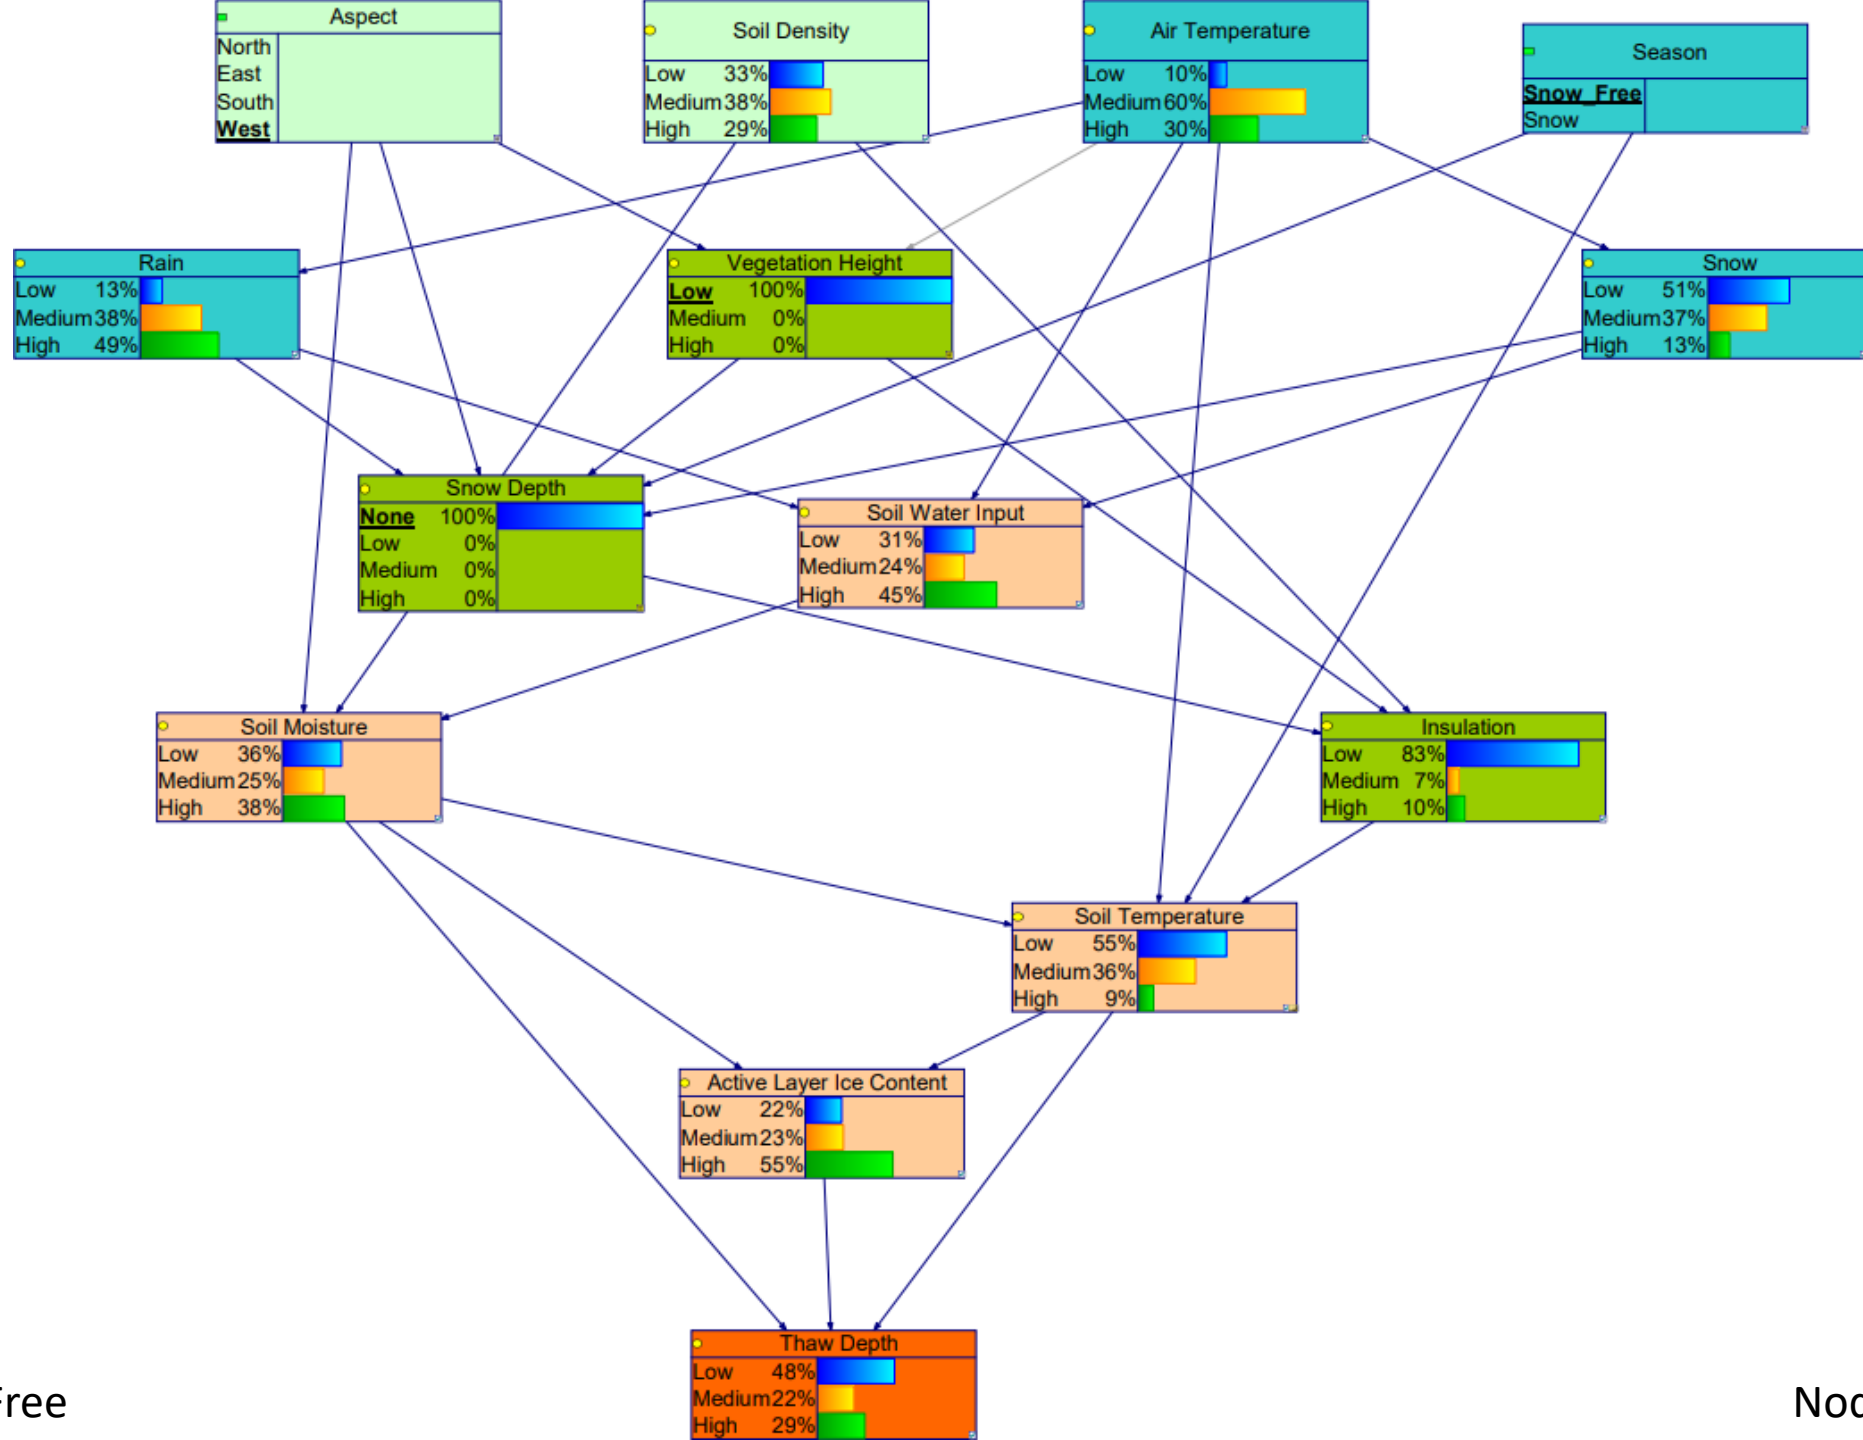 Aspect
North
East
South
West
Soil Density
Low 33%
Medium 38%
High 29%
Air Temperature
Low 10%
Medium 60%
High 30%
Season
Snow_Free
Snow
Rain
Low 13%
Medium 38%
High 49%
Vegetation Height
Low 100%
Medium 0%
High 0%
Snow
Low 51%
Medium 37%
High 13%
Snow Depth
None 100%
Low 0%
Medium 0%
High 0%
Soil Water Input
Low 31%
Medium 24%
High 45%
Soil Moisture
Low 36%
Medium 25%
High 38%
Insulation
Low 83%
Medium 7%
High 10%
Soil Temperature
Low 55%
Medium 36%
High 9%
Active Layer Ice Content
Low 22%
Medium 23%
High 55%
Thaw Depth
Low 48%
Medium 22%
High 29%